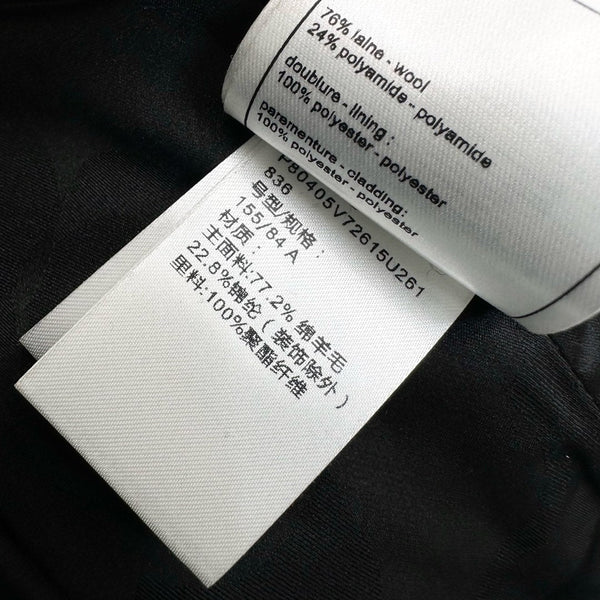 76% laine - wool
24% polyamide - polyamide
doublure - lining :
100% polyester - polyester
parementure - cladding:
100% polyester - polyester
P80405V72615U261
836
号型/规格：
155/84 A
材质：
主面料:77.2% 绵羊毛
22.8%锦纶（装饰除外）
里料:100%聚酯纤维